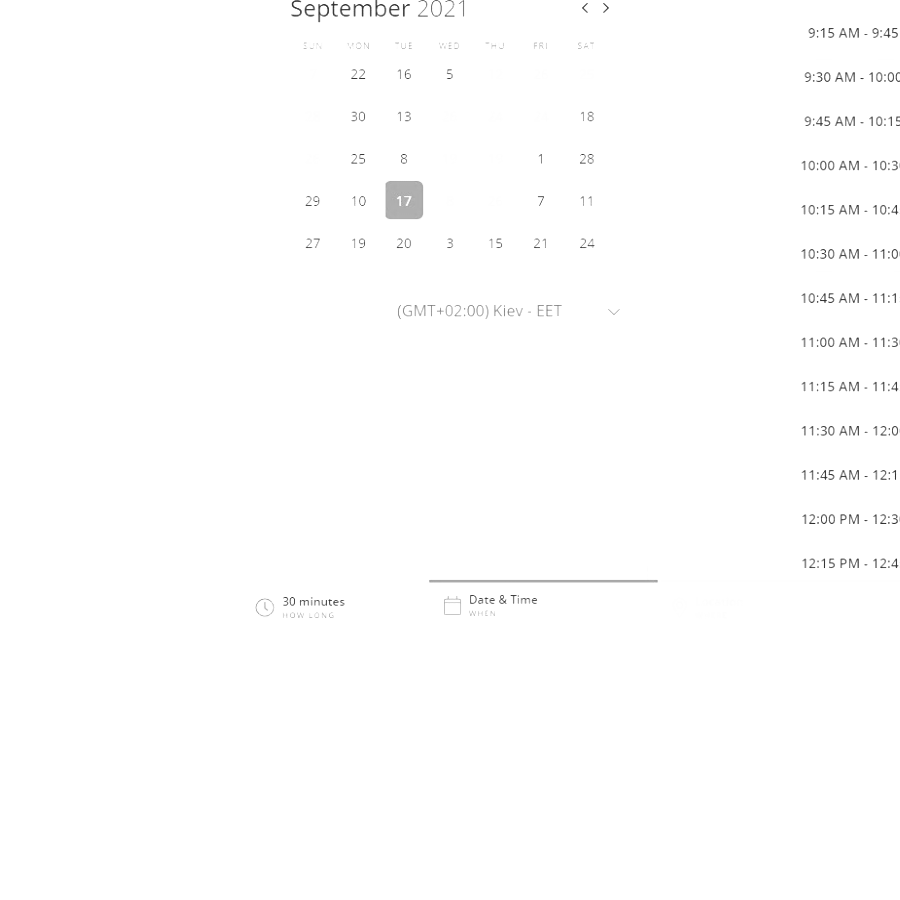 September 2021
SUN MON TUE WED THU FRI SAT
22 16 5
30 13 18
25 8 1 28
29 10 17 7 11
27 19 20 3 15 21 24
(GMT+02:00) Kiev - EET
9:15 AM - 9:45
9:30 AM - 10:00
9:45 AM - 10:15
10:00 AM - 10:30
10:15 AM - 10:4
10:30 AM - 11:00
10:45 AM - 11:1
11:00 AM - 11:30
11:15 AM - 11:4
11:30 AM - 12:0
11:45 AM - 12:1
12:00 PM - 12:30
12:15 PM - 12:4
30 minutes
HOW LONG
Date & Time
WHEN